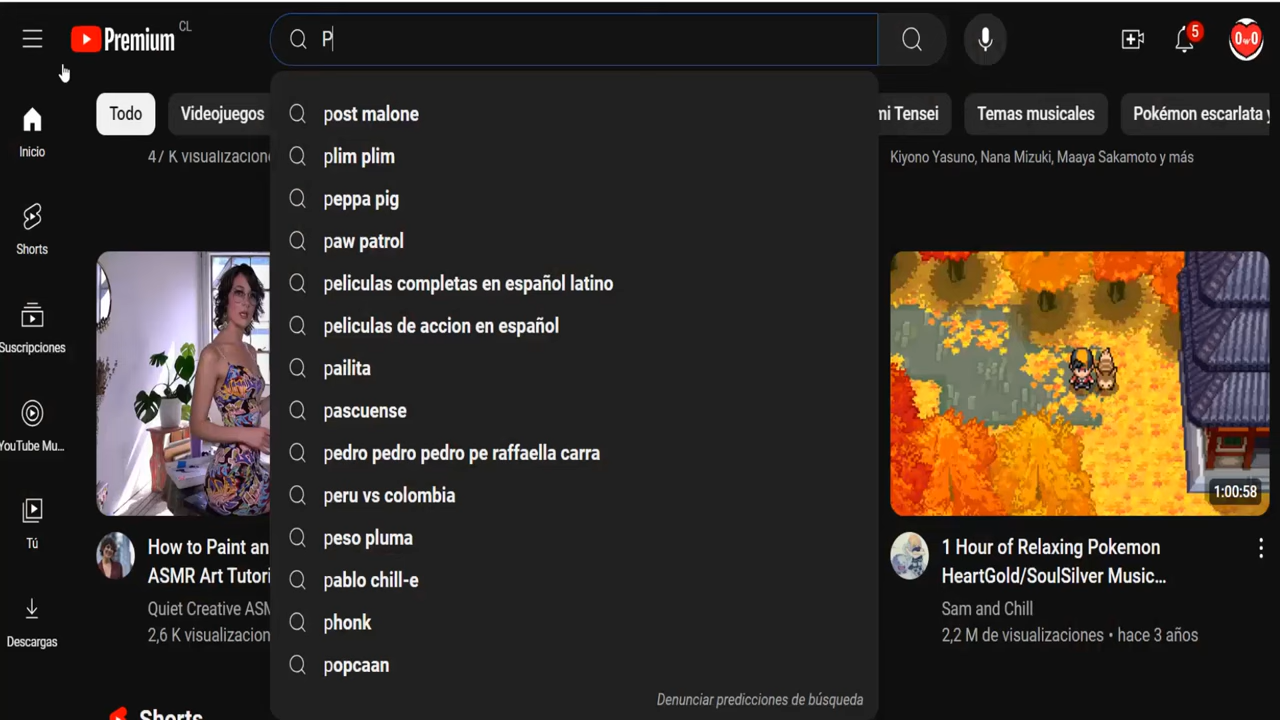 Premium CL
P
5
0w0
Todo
Videojuegos
mi Tensei
Temas musicales
Pokémon escarlata y
47 K visualizacione
Kiyono Yasuno, Nana Mizuki, Maaya Sakamoto y más
post malone
plim plim
peppa pig
paw patrol
peliculas completas en español latino
peliculas de accion en español
pailita
pascuense
pedro pedro pedro pe raffaella carra
peru vs colombia
peso pluma
pablo chill-e
phonk
popcaan
Denunciar predicciones de búsqueda
Inicio
Shorts
Suscripciones
YouTube Mu...
Tú
Descargas
How to Paint an
ASMR Art Tutori
Quiet Creative ASM
2,6 K visualizacion
1:00:58
1 Hour of Relaxing Pokemon
HeartGold/SoulSilver Music...
Sam and Chill
2,2 M de visualizaciones • hace 3 años
Shorts